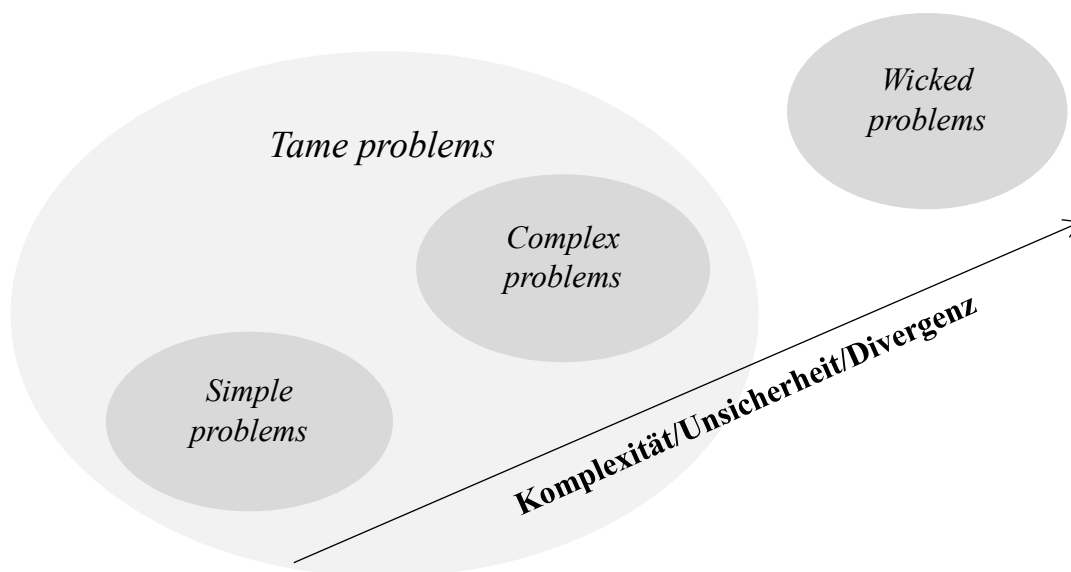 Wicked
problems
Tame problems
Complex
problems
Simple
problems
Komplexität/Unsicherheit/Divergenz